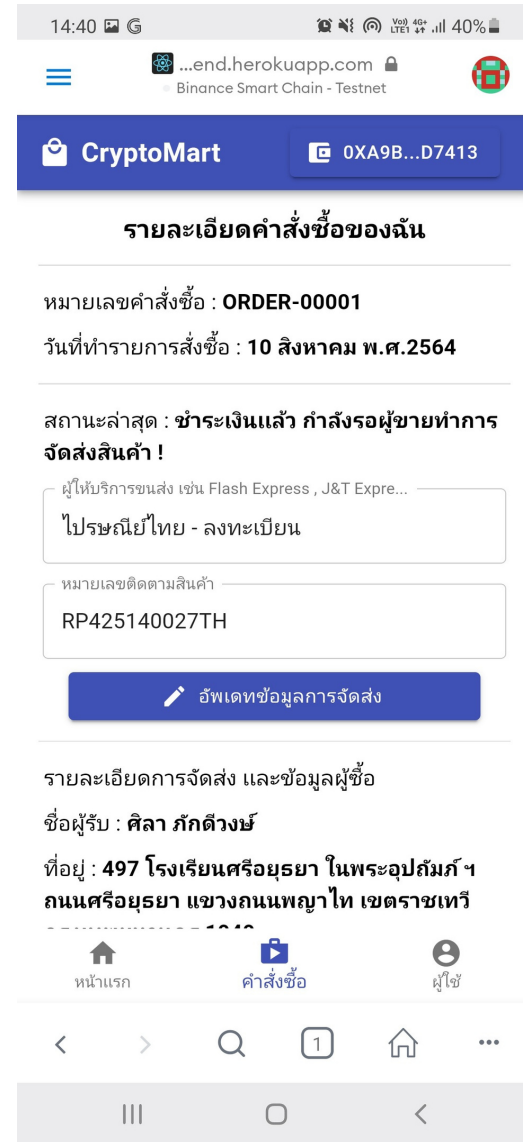 14:40 G Vo) 4G+ LTE1 40%
...end.herokuapp.com
Binance Smart Chain - Testnet
CryptoMart 0XA9B...D7413
รายละเอียดคำสั่งซื้อของฉัน
หมายเลขคำสั่งซื้อ : ORDER-00001
วันที่ทำรายการสั่งซื้อ : 10 สิงหาคม พ.ศ.2564
สถานะล่าสุด : ชำระเงินแล้ว กำลังรอผู้ขายทำการ
จัดส่งสินค้า !
ผู้ให้บริการขนส่ง เช่น Flash Express , J&T Expre...
ไปรษณีย์ไทย - ลงทะเบียน
หมายเลขติดตามสินค้า
RP425140027TH
อัพเดทข้อมูลการจัดส่ง
รายละเอียดการจัดส่ง และข้อมูลผู้ซื้อ
ชื่อผู้รับ : ศิลา ภักดีวงษ์
ที่อยู่ : 497 โรงเรียนศรีอยุธยา ในพระอุปถัมภ์ ฯ
ถนนศรีอยุธยา แขวงถนนพญาไท เขตราชเทวี
หน้าแรก คำสั่งซื้อ ผู้ใช้
1